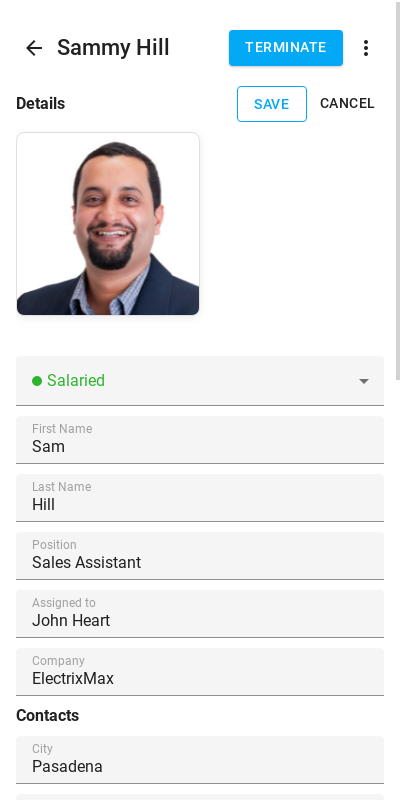 Sammy Hill
TERMINATE
Details
SAVE
CANCEL
Salaried
First Name
Sam
Last Name
Hill
Position
Sales Assistant
Assigned to
John Heart
Company
ElectrixMax
Contacts
City
Pasadena